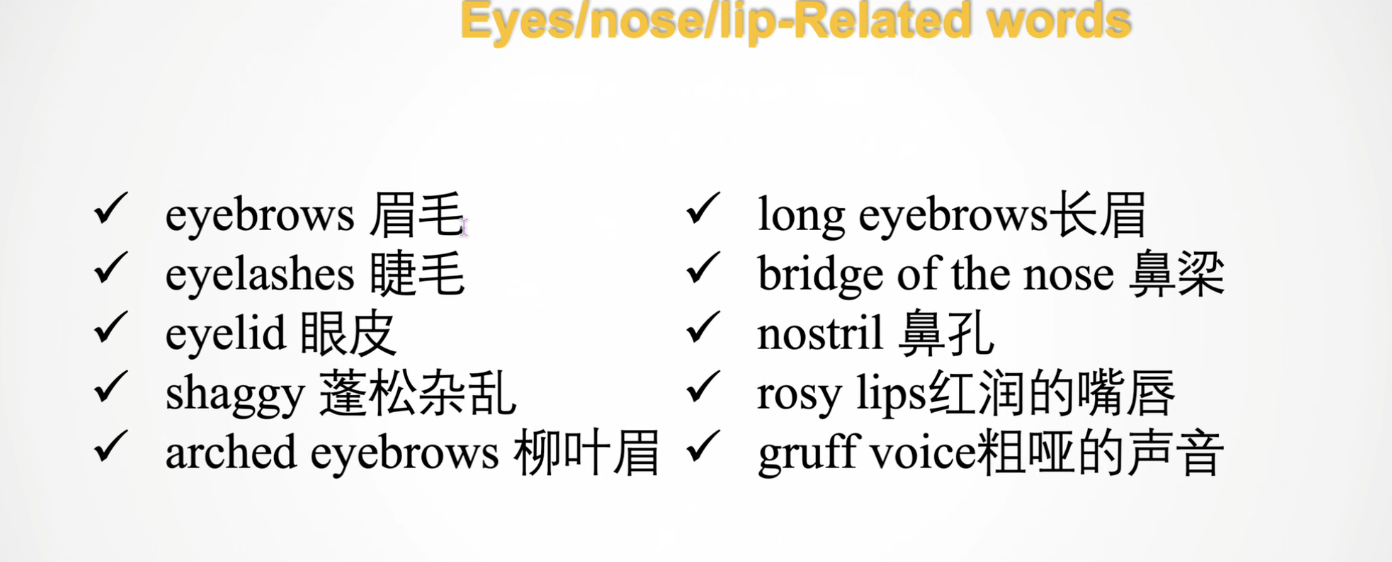 Eyes/nose/lip-Related words
✓ eyebrows 眉毛
✓ eyelashes 睫毛
✓ eyelid 眼皮
✓ shaggy 蓬松杂乱
✓ arched eyebrows 柳叶眉
✓ long eyebrows长眉
✓ bridge of the nose 鼻梁
✓ nostril 鼻孔
✓ rosy lips红润的嘴唇
✓ gruff voice粗哑的声音